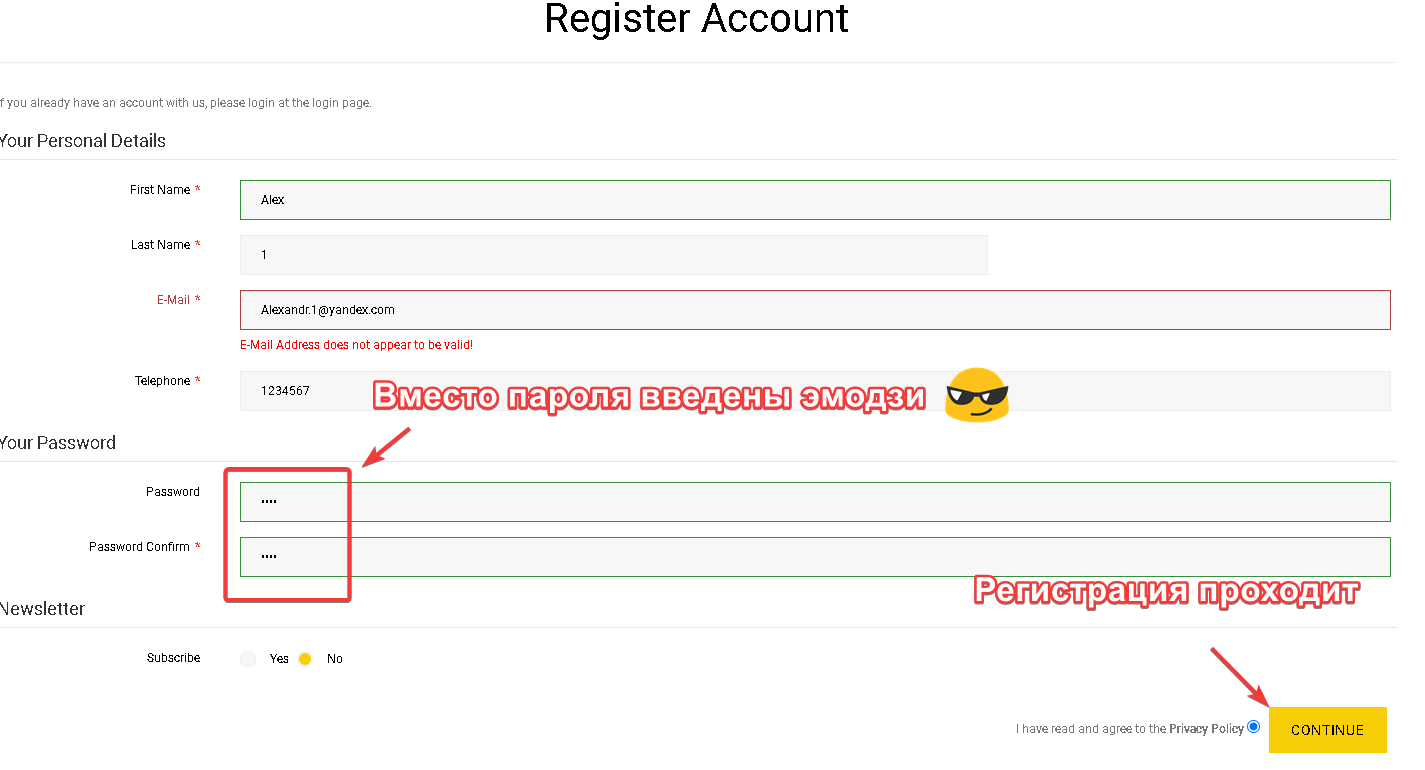 Register Account
f you already have an account with us, please login at the login page.
Your Personal Details
First Name *
Alex
Last Name *
1
E-Mail *
Alexandr.1@yandex.com
E-Mail Address does not appear to be valid!
Telephone *
1234567
Вместо пароля введены эмодзи
Your Password
Password
••••
Password Confirm *
••••
Регистрация проходит
Newsletter
Subscribe
Yes No
I have read and agree to the Privacy Policy
CONTINUE